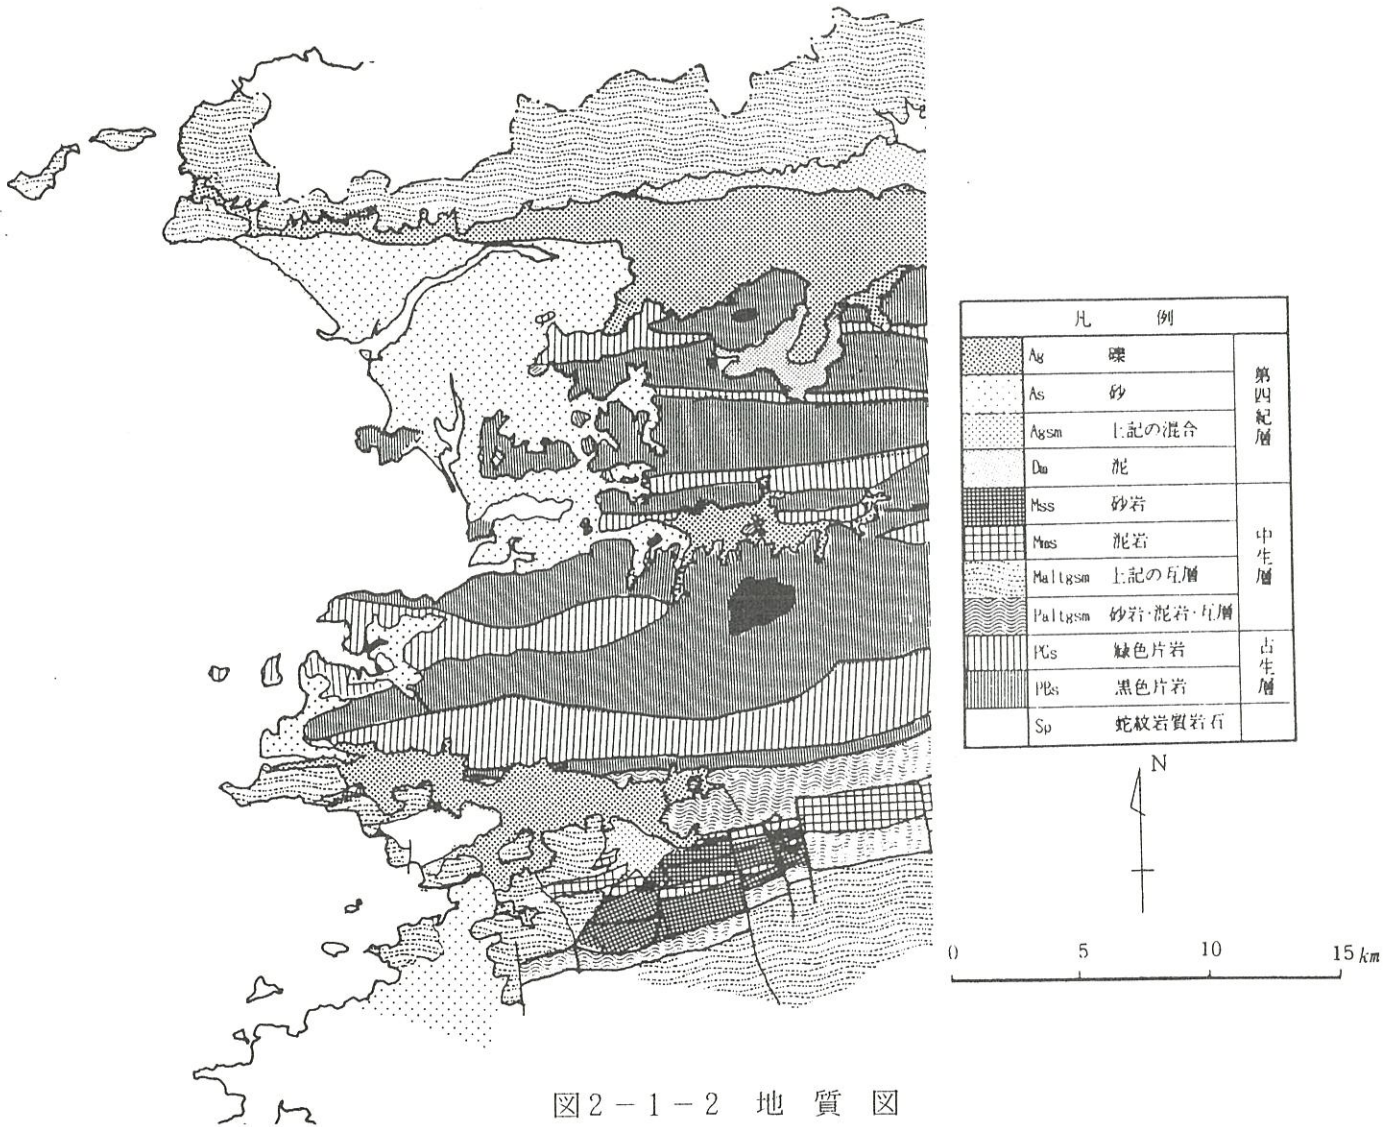 凡 例
Ag 礫
As 砂
Agsm 上記の混合
Dm 泥
第四紀層
Mss 砂岩
Mms 泥岩
Maltgsm 上記の互層
Paltgsm 砂岩・泥岩・互層
中生層
PGs 緑色片岩
PBs 黒色片岩
古生層
Sp 蛇紋岩質岩石
N
0 5 10 15 km
図2-1-2 地 質 図